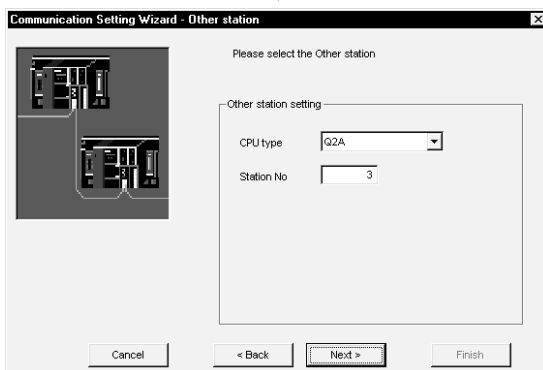 Communication Setting Wizard - Other station
Please select the Other station
Other station setting
CPU type
Q2A
Station No
3
Cancel
< Back
Next >
Finish